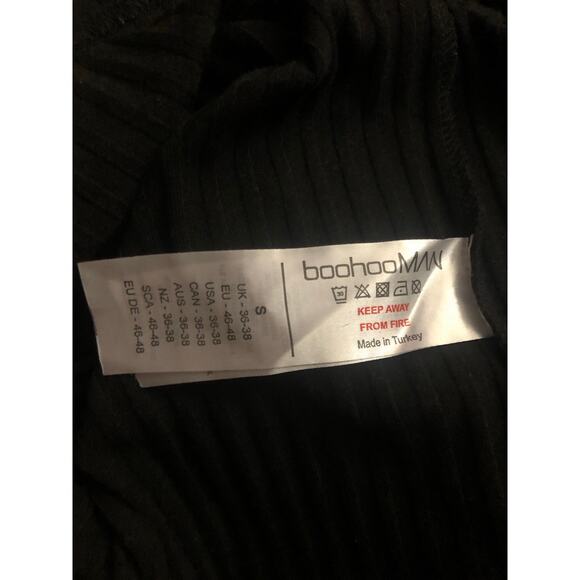 boohooMAN
30
KEEP AWAY
FROM FIRE
Made in Turkey
S
UK - 36-38
EU - 46-48
USA - 36-38
CAN - 36-38
AUS - 36-38
NZ - 36-38
SCA - 46-48
EU DE - 46-48